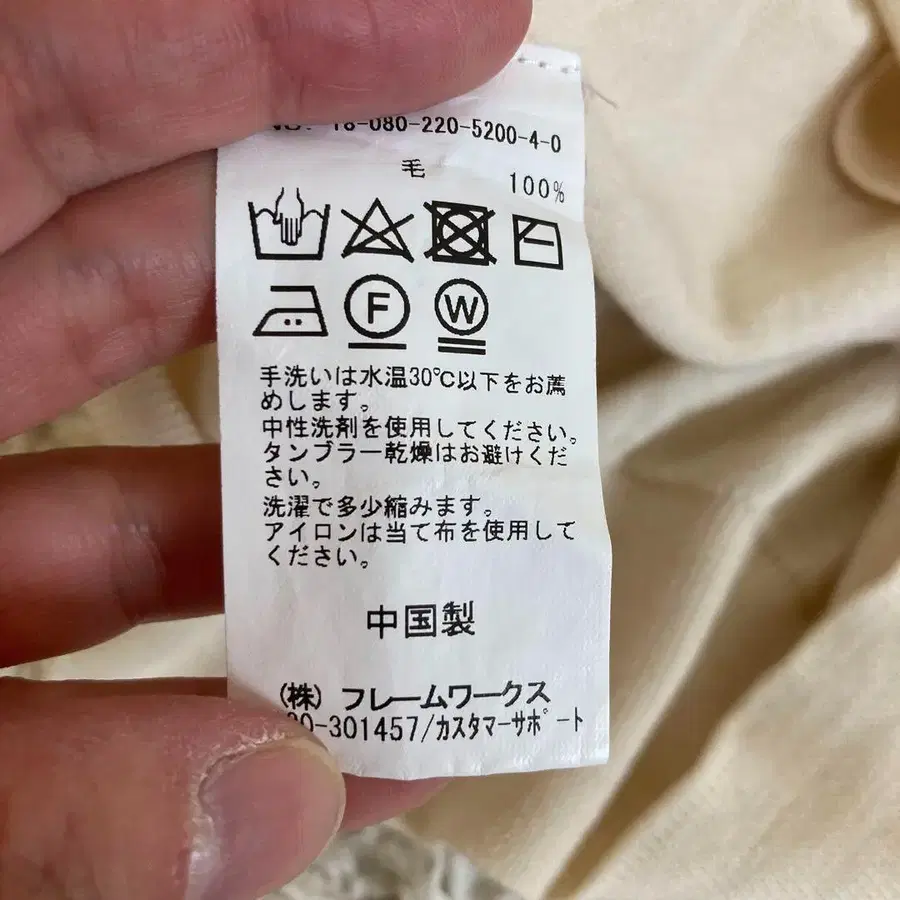 18-080-220-5200-4-0
毛
100%
F
W
手洗いは水温30℃以下をお薦
めします。
中性洗剤を使用してください。
タンブラー乾燥はお避けくだ
さい。
洗濯で多少縮みます。
アイロンは当て布を使用して
ください。
中国製
(株) フレームワークス
0-301457/カスタマーサポート